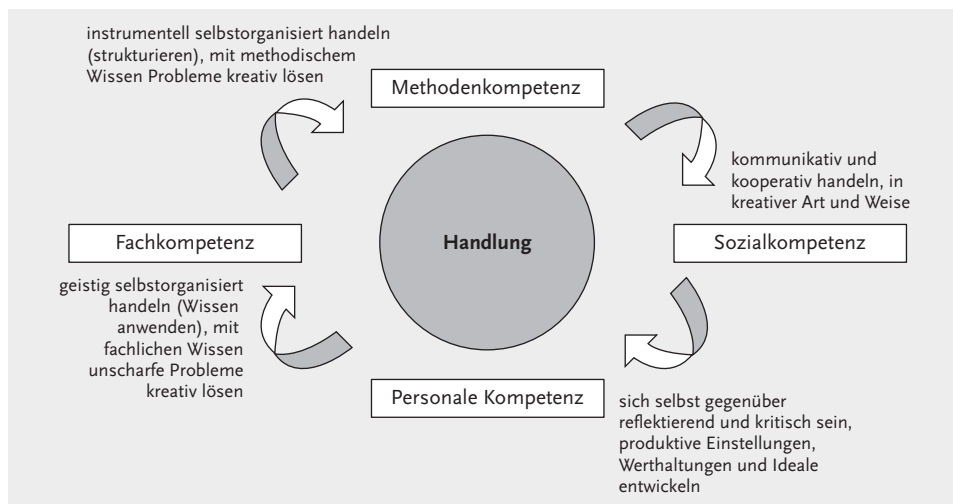 instrumentell selbstorganisiert handeln
(strukturieren), mit methodischem
Wissen Probleme kreativ lösen
Methodenkompetenz
kommunikativ und
kooperativ handeln, in
kreativer Art und Weise
Fachkompetenz
Handlung
Sozialkompetenz
geistig selbstorganisiert
handeln (Wissen
anwenden), mit
fachlichen Wissen
unscharfe Probleme
kreativ lösen
Personale Kompetenz
sich selbst gegenüber
reflektierend und kritisch sein,
produktive Einstellungen,
Werthaltungen und Ideale
entwickeln